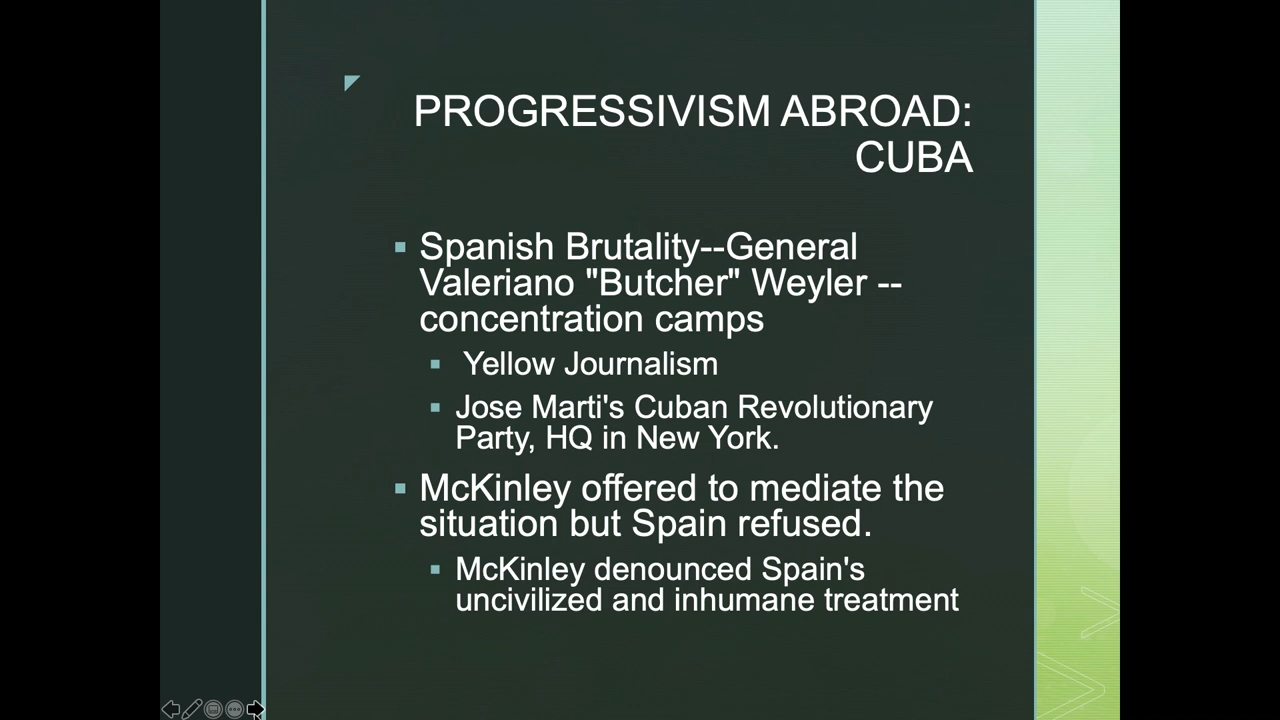 PROGRESSIVISM ABROAD:
CUBA
Spanish Brutality--General
Valeriano "Butcher" Weyler --
concentration camps
Yellow Journalism
Jose Marti's Cuban Revolutionary
Party, HQ in New York.
McKinley offered to mediate the
situation but Spain refused.
McKinley denounced Spain's
uncivilized and inhumane treatment